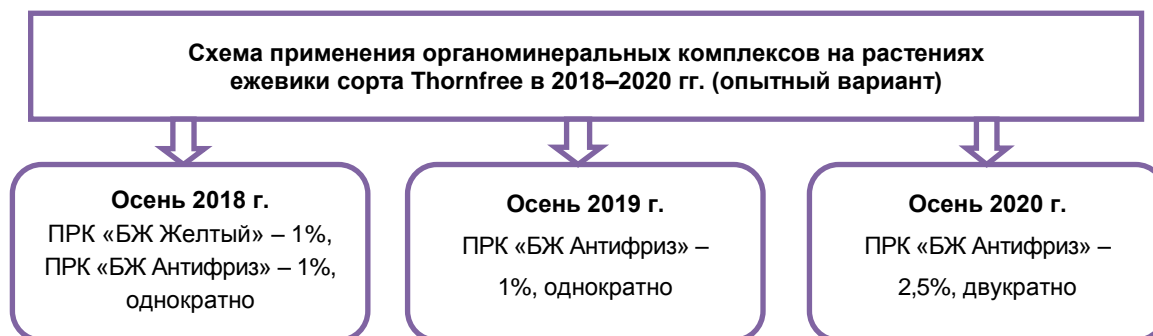 Схема применения органоминеральных комплексов на растениях
ежевики сорта Thornfree в 2018–2020 гг. (опытный вариант)
Осень 2018 г.
ПРК «БЖ Желтый» – 1%,
ПРК «БЖ Антифриз» – 1%,
однократно
Осень 2019 г.
ПРК «БЖ Антифриз» –
1%, однократно
Осень 2020 г.
ПРК «БЖ Антифриз» –
2,5%, двукратно